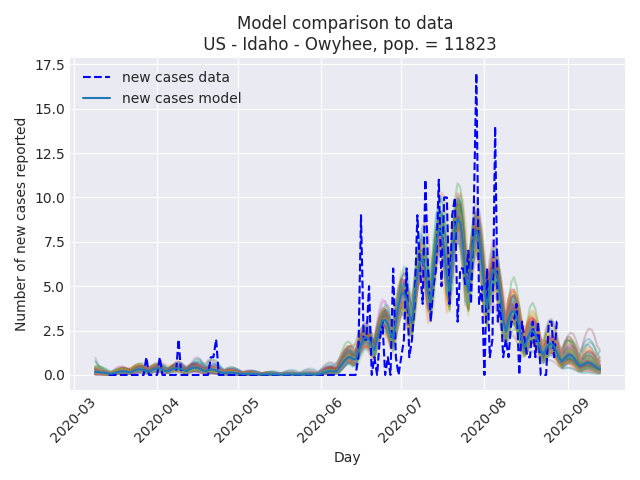 Model comparison to data
US - Idaho - Owyhee, pop. = 11823
new cases data
new cases model
Number of new cases reported
17.5
15.0
12.5
10.0
7.5
5.0
2.5
0.0
2020-03
2020-04
2020-05
2020-06
2020-07
2020-08
2020-09
Day